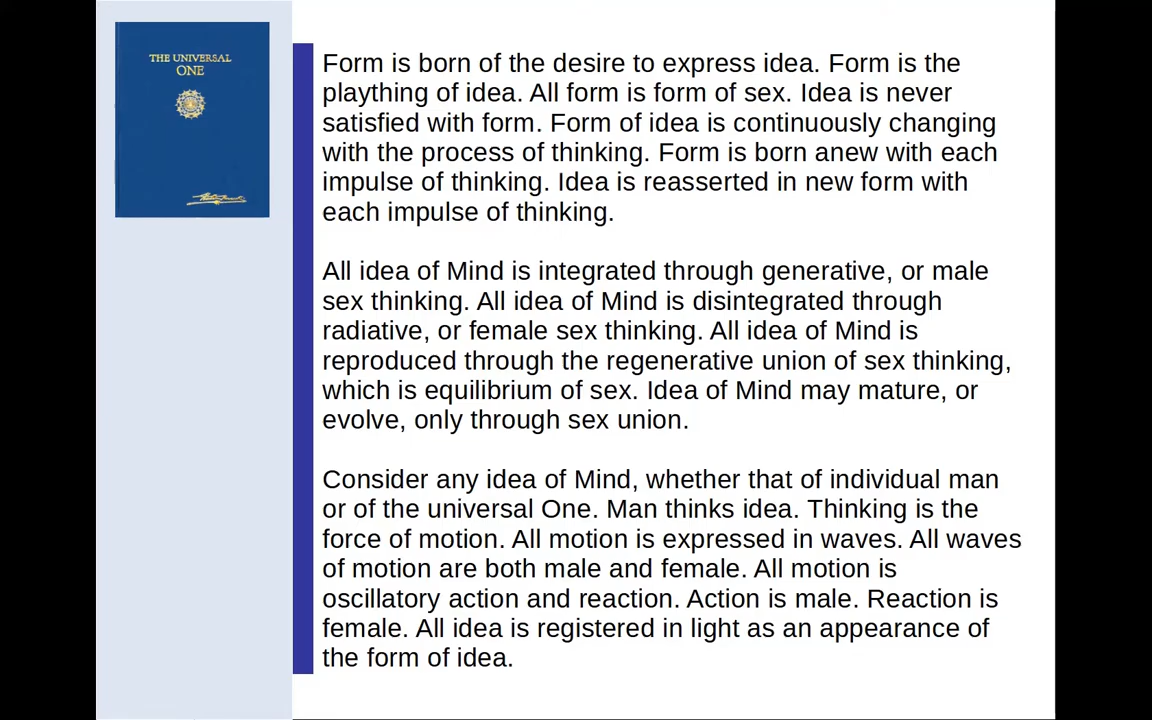 THE UNIVERSAL
ONE
Form is born of the desire to express idea. Form is the
plaything of idea. All form is form of sex. Idea is never
satisfied with form. Form of idea is continuously changing
with the process of thinking. Form is born anew with each
impulse of thinking. Idea is reasserted in new form with
each impulse of thinking.
All idea of Mind is integrated through generative, or male
sex thinking. All idea of Mind is disintegrated through
radiative, or female sex thinking. All idea of Mind is
reproduced through the regenerative union of sex thinking,
which is equilibrium of sex. Idea of Mind may mature, or
evolve, only through sex union.
Consider any idea of Mind, whether that of individual man
or of the universal One. Man thinks idea. Thinking is the
force of motion. All motion is expressed in waves. All waves
of motion are both male and female. All motion is
oscillatory action and reaction. Action is male. Reaction is
female. All idea is registered in light as an appearance of
the form of idea.